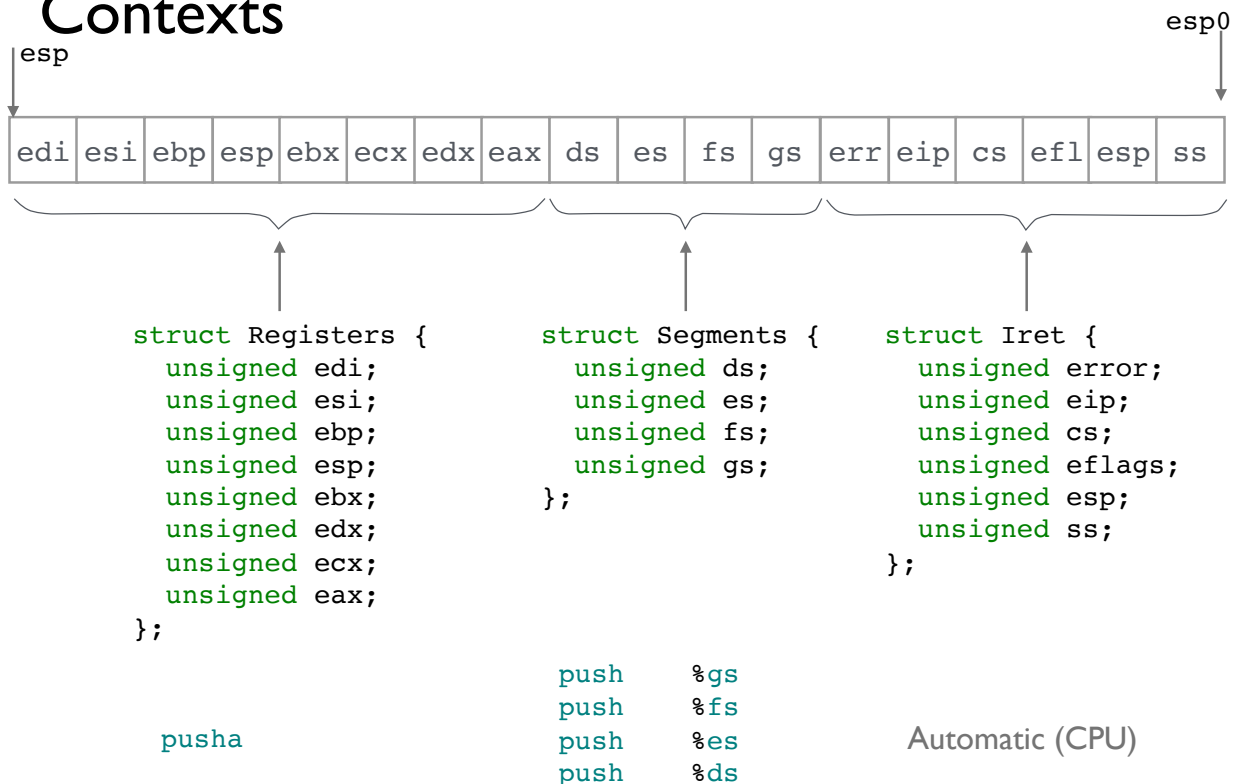 Contexts
esp0
esp
edi esi ebp esp ebx ecx edx eax ds es fs gs err eip cs efl esp ss
struct Registers {
unsigned edi;
unsigned esi;
unsigned ebp;
unsigned esp;
unsigned ebx;
unsigned edx;
unsigned ecx;
unsigned eax;
};
struct Segments {
unsigned ds;
unsigned es;
unsigned fs;
unsigned gs;
};
struct Iret {
unsigned error;
unsigned eip;
unsigned cs;
unsigned eflags;
unsigned esp;
unsigned ss;
};
pusha
push %gs
push %fs
push %es
push %ds
Automatic (CPU)